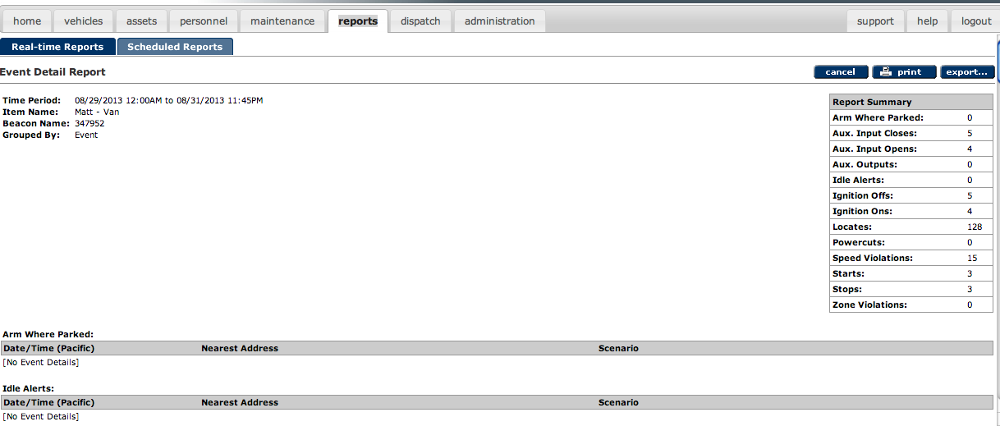 home vehicles assets personnel maintenance reports dispatch administration support help logout
Real-time Reports Scheduled Reports
Event Detail Report cancel print export...
Time Period: 08/29/2013 12:00AM to 08/31/2013 11:45PM
Item Name: Matt - Van
Beacon Name: 347952
Grouped By: Event
Report Summary
Arm Where Parked: 0
Aux. Input Closes: 5
Aux. Input Opens: 4
Aux. Outputs: 0
Idle Alerts: 0
Ignition Offs: 5
Ignition Ons: 4
Locates: 128
Powercuts: 0
Speed Violations: 15
Starts: 3
Stops: 3
Zone Violations: 0
Arm Where Parked:
Date/Time (Pacific) Nearest Address Scenario
[No Event Details]
Idle Alerts:
Date/Time (Pacific) Nearest Address Scenario
[No Event Details]